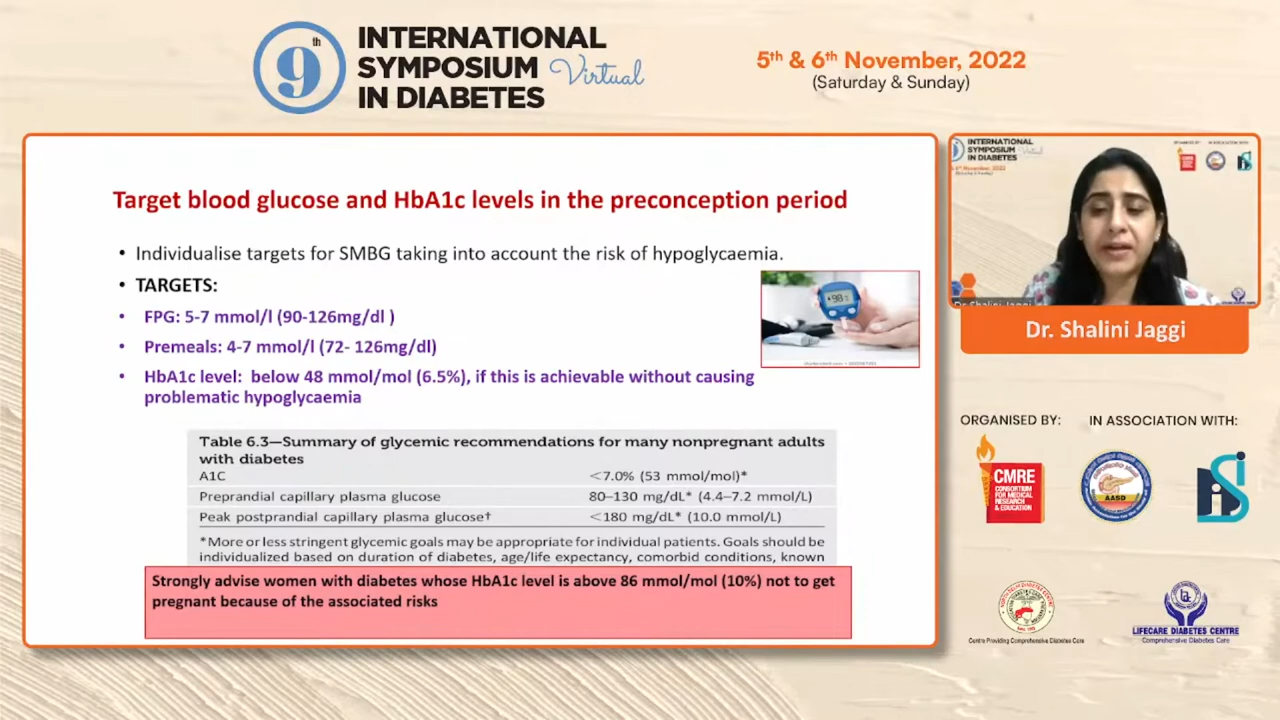 9th
INTERNATIONAL
SYMPOSIUM Virtual
IN DIABETES
5th & 6th November, 2022
(Saturday & Sunday)
Target blood glucose and HbA1c levels in the preconception period
• Individualise targets for SMBG taking into account the risk of hypoglycaemia.
• TARGETS:
• FPG: 5-7 mmol/l (90-126mg/dl )
• Premeals: 4-7 mmol/l (72- 126mg/dl)
• HbA1c level: below 48 mmol/mol (6.5%), if this is achievable without causing
problematic hypoglycaemia
98
Table 6.3—Summary of glycemic recommendations for many nonpregnant adults
with diabetes
A1C <7.0% (53 mmol/mol)*
Preprandial capillary plasma glucose 80–130 mg/dL* (4.4–7.2 mmol/L)
Peak postprandial capillary plasma glucose† <180 mg/dL* (10.0 mmol/L)
*More or less stringent glycemic goals may be appropriate for individual patients. Goals should be
individualized based on duration of diabetes, age/life expectancy, comorbid conditions, known
Strongly advise women with diabetes whose HbA1c level is above 86 mmol/mol (10%) not to get
pregnant because of the associated risks
INTERNATIONAL
SYMPOSIUM Virtual
IN DIABETES
Dr. Shalini Jaggi
Dr. Shalini Jaggi
ORGANISED BY: IN ASSOCIATION WITH:
CMRE
CONSORTIUM
FOR MEDICAL
RESEARCH
& EDUCATION
AASD
Centre Providing Comprehensive Diabetes Care
LIFECARE DIABETES CENTRE
Comprehensive Diabetes Care